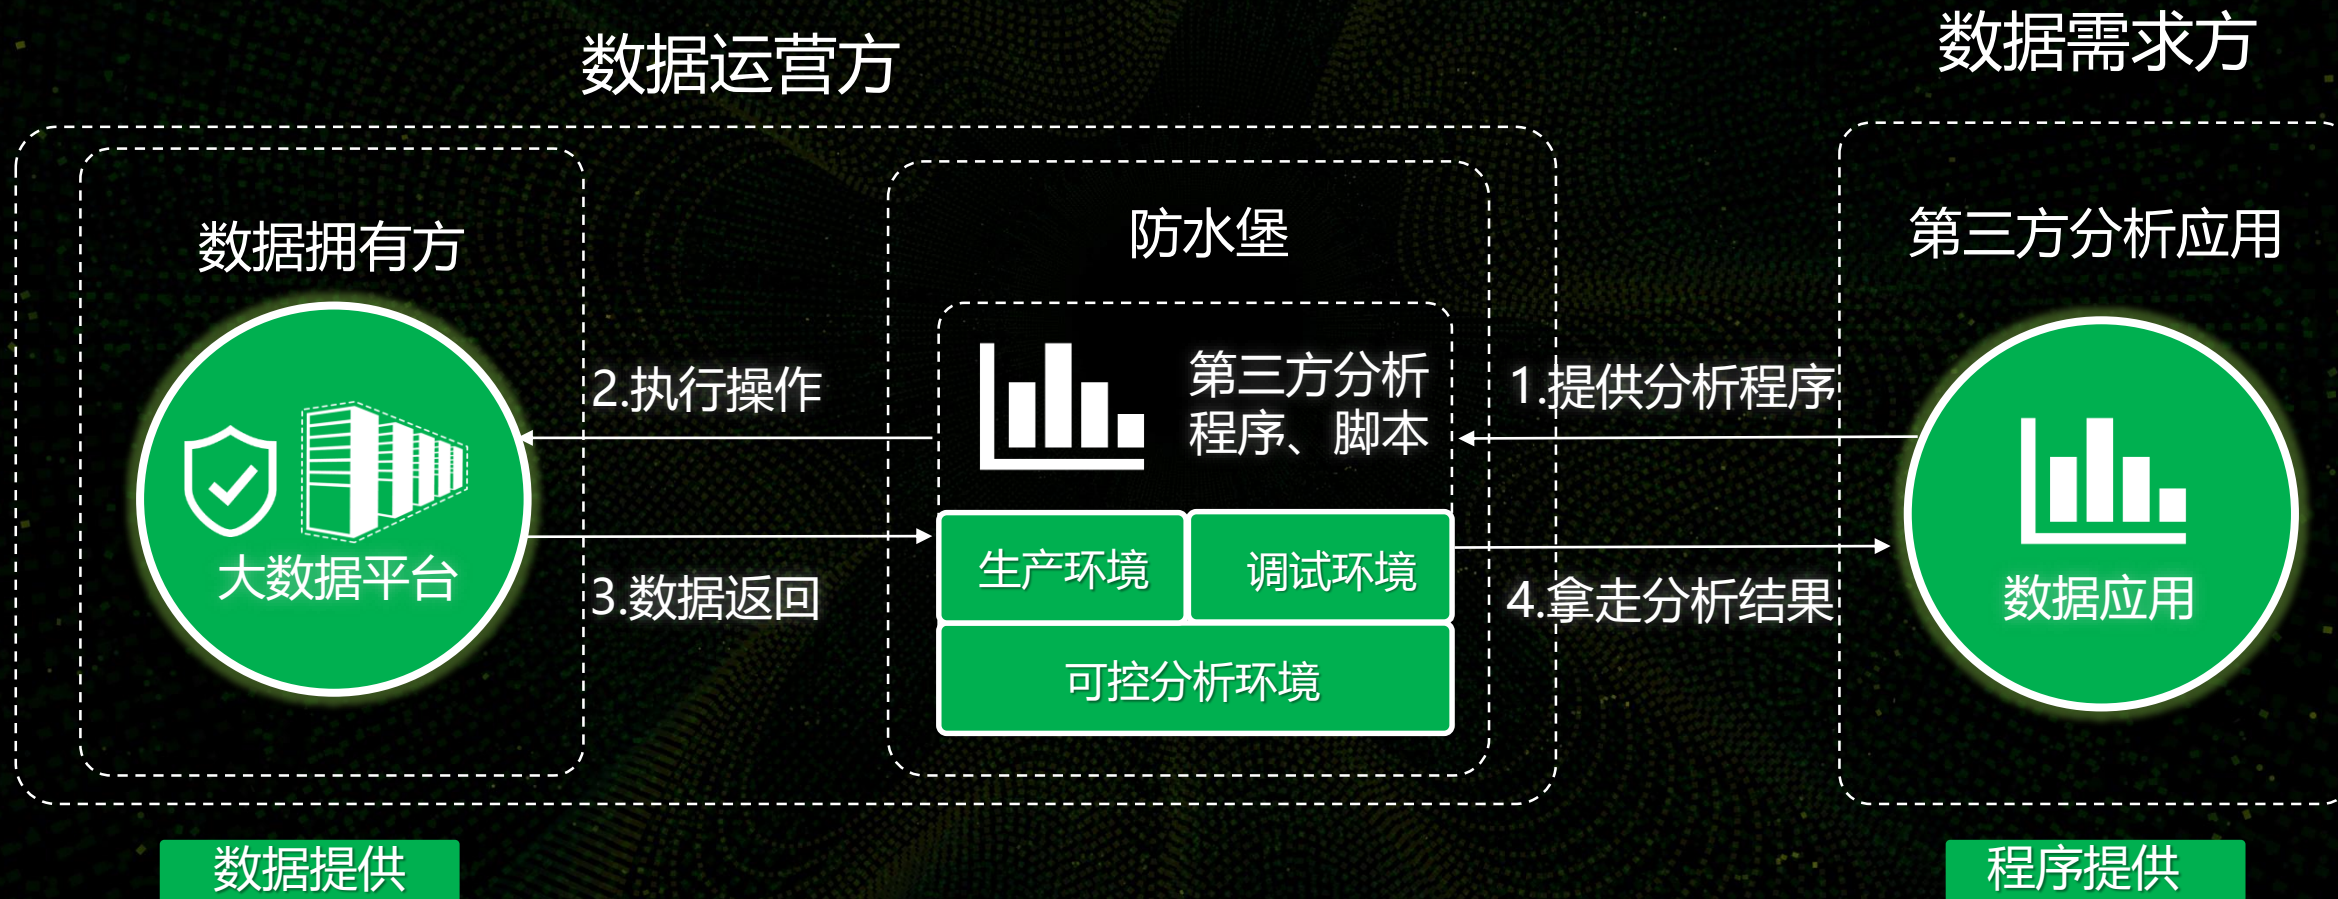 数据运营方
数据需求方
数据拥有方
防水堡
第三方分析应用
2.执行操作
第三方分析
程序、脚本
1.提供分析程序
大数据平台
3.数据返回
生产环境
调试环境
4.拿走分析结果
数据应用
可控分析环境
数据提供
程序提供